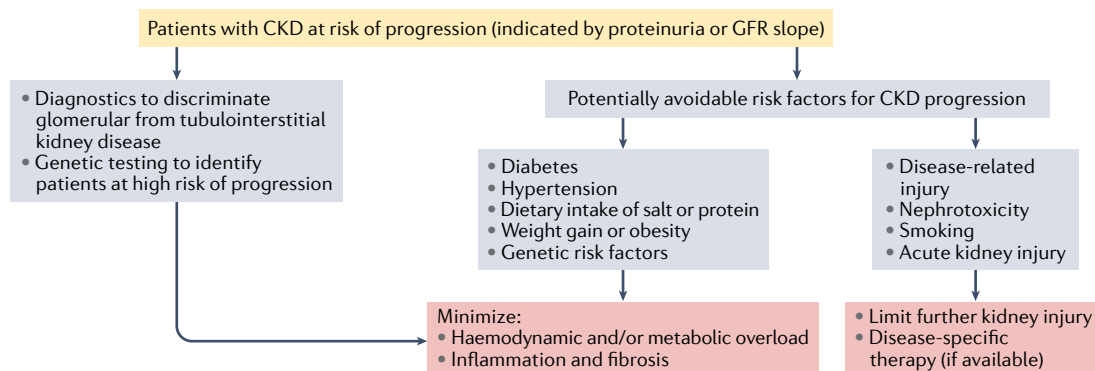 Patients with CKD at risk of progression (indicated by proteinuria or GFR slope)
• Diagnostics to discriminate
glomerular from tubulointerstitial
kidney disease
• Genetic testing to identify
patients at high risk of progression
Potentially avoidable risk factors for CKD progression
• Diabetes
• Hypertension
• Dietary intake of salt or protein
• Weight gain or obesity
• Genetic risk factors
• Disease-related
injury
• Nephrotoxicity
• Smoking
• Acute kidney injury
Minimize:
• Haemodynamic and/or metabolic overload
• Inflammation and fibrosis
• Limit further kidney injury
• Disease-specific
therapy (if available)